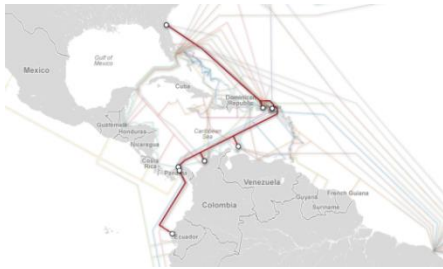 Gulf of
Mexico
Mexico
Cuba
Dominican
Republic
Guatemala
Honduras
Caribbean
Sea
Nicaragua
Costa
Rica
Panama
Venezuela
Guyana
French Guiana
Suriname
Colombia
Ecuador